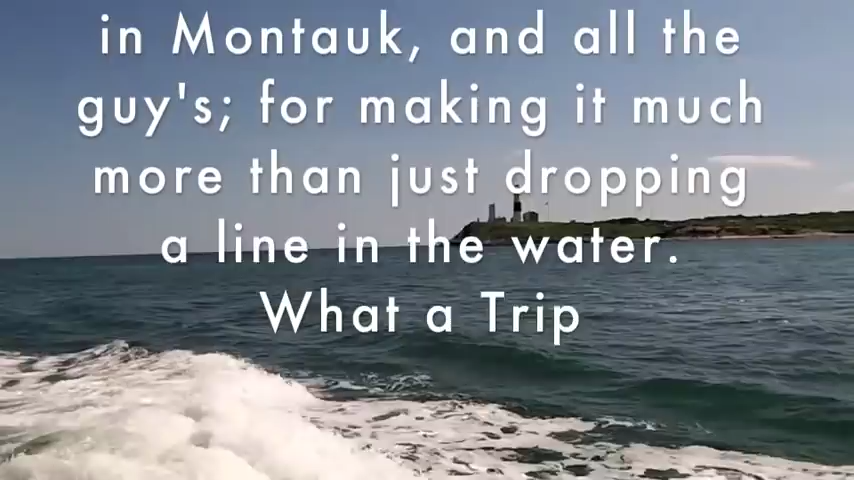 in Montauk, and all the
guy's; for making it much
more than just dropping
a line in the water.
What a Trip